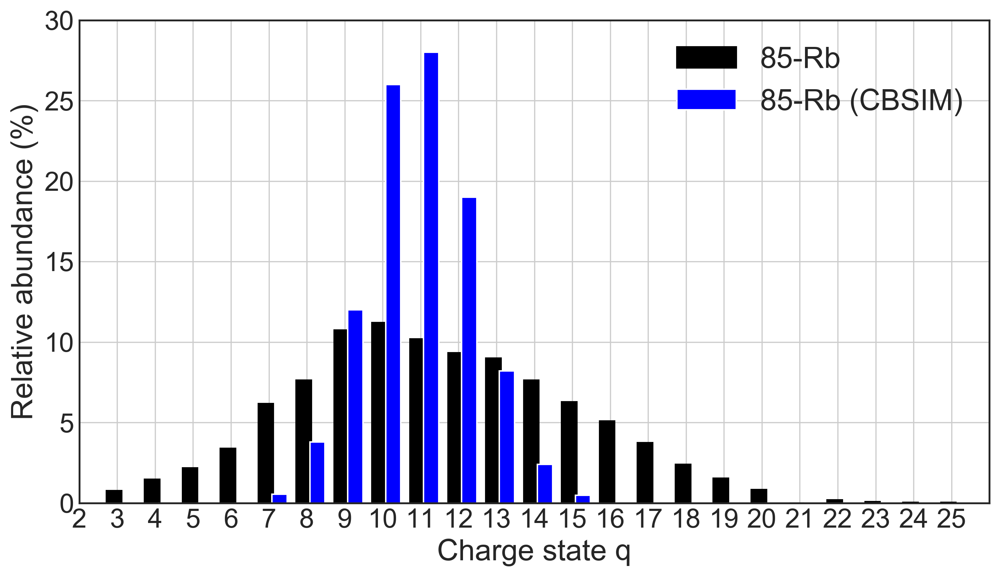 30
25
20
15
10
5
0
Relative abundance (%)
85-Rb
85-Rb (CBSIM)
2 3 4 5 6 7 8 9 10 11 12 13 14 15 16 17 18 19 20 21 22 23 24 25
Charge state q